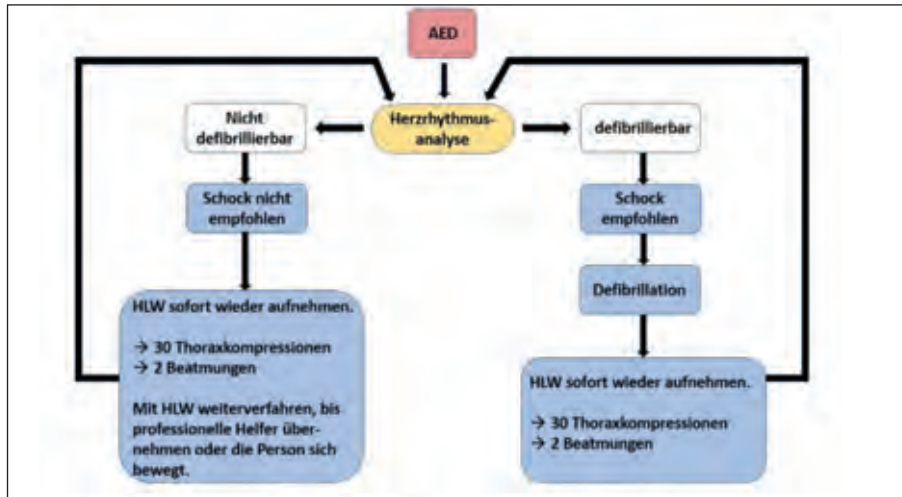 AED
Herzrhythmus-
analyse
Nicht
defibrillierbar
Schock nicht
empfohlen
HLW sofort wieder aufnehmen.
→ 30 Thoraxkompressionen
→ 2 Beatmungen
Mit HLW weiterverfahren, bis
professionelle Helfer über-
nehmen oder die Person sich
bewegt.
defibrillierbar
Schock
empfohlen
Defibrillation
HLW sofort wieder aufnehmen.
→ 30 Thoraxkompressionen
→ 2 Beatmungen